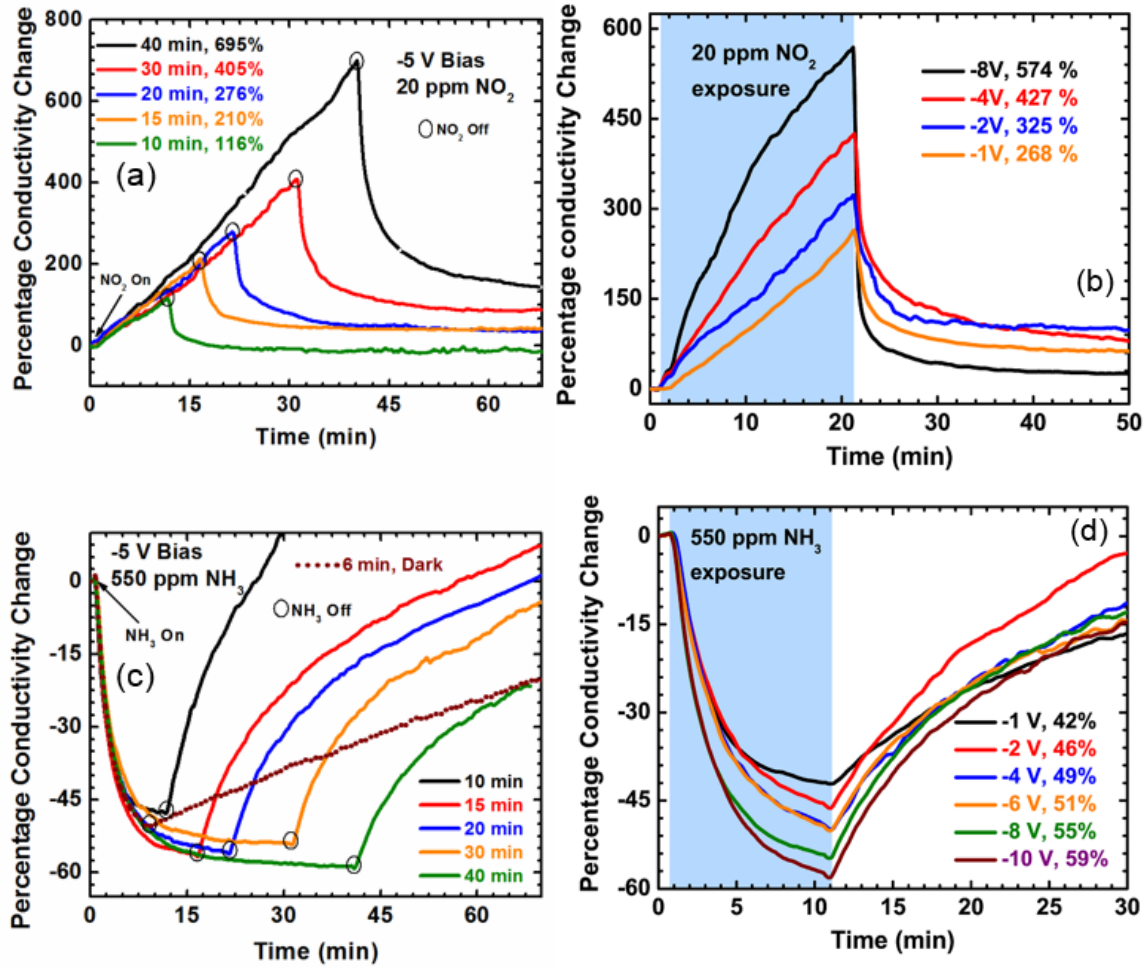 Percentage Conductivity Change
800
600
400
200
0
40 min, 695%
30 min, 405%
20 min, 276%
15 min, 210%
10 min, 116%
-5 V Bias
20 ppm NO₂
NO₂ Off
(a)
NO₂ On
0 15 30 45 60
Time (min)
Percentage conductivity Change
600
450
300
150
0
20 ppm NO₂
exposure
-8V, 574 %
-4V, 427 %
-2V, 325 %
-1V, 268 %
(b)
0 10 20 30 40 50
Time (min)
Percentage Conductivity Change
0
-15
-30
-45
-60
-5 V Bias
550 ppm NH₃
6 min, Dark
NH₃ Off
NH₃ On
(c)
10 min
15 min
20 min
30 min
40 min
0 15 30 45 60
Time (min)
Percentage Conductivity Change
0
-15
-30
-45
-60
550 ppm NH₃
exposure
(d)
-1 V, 42%
-2 V, 46%
-4 V, 49%
-6 V, 51%
-8 V, 55%
-10 V, 59%
0 5 10 15 20 25 30
Time (min)